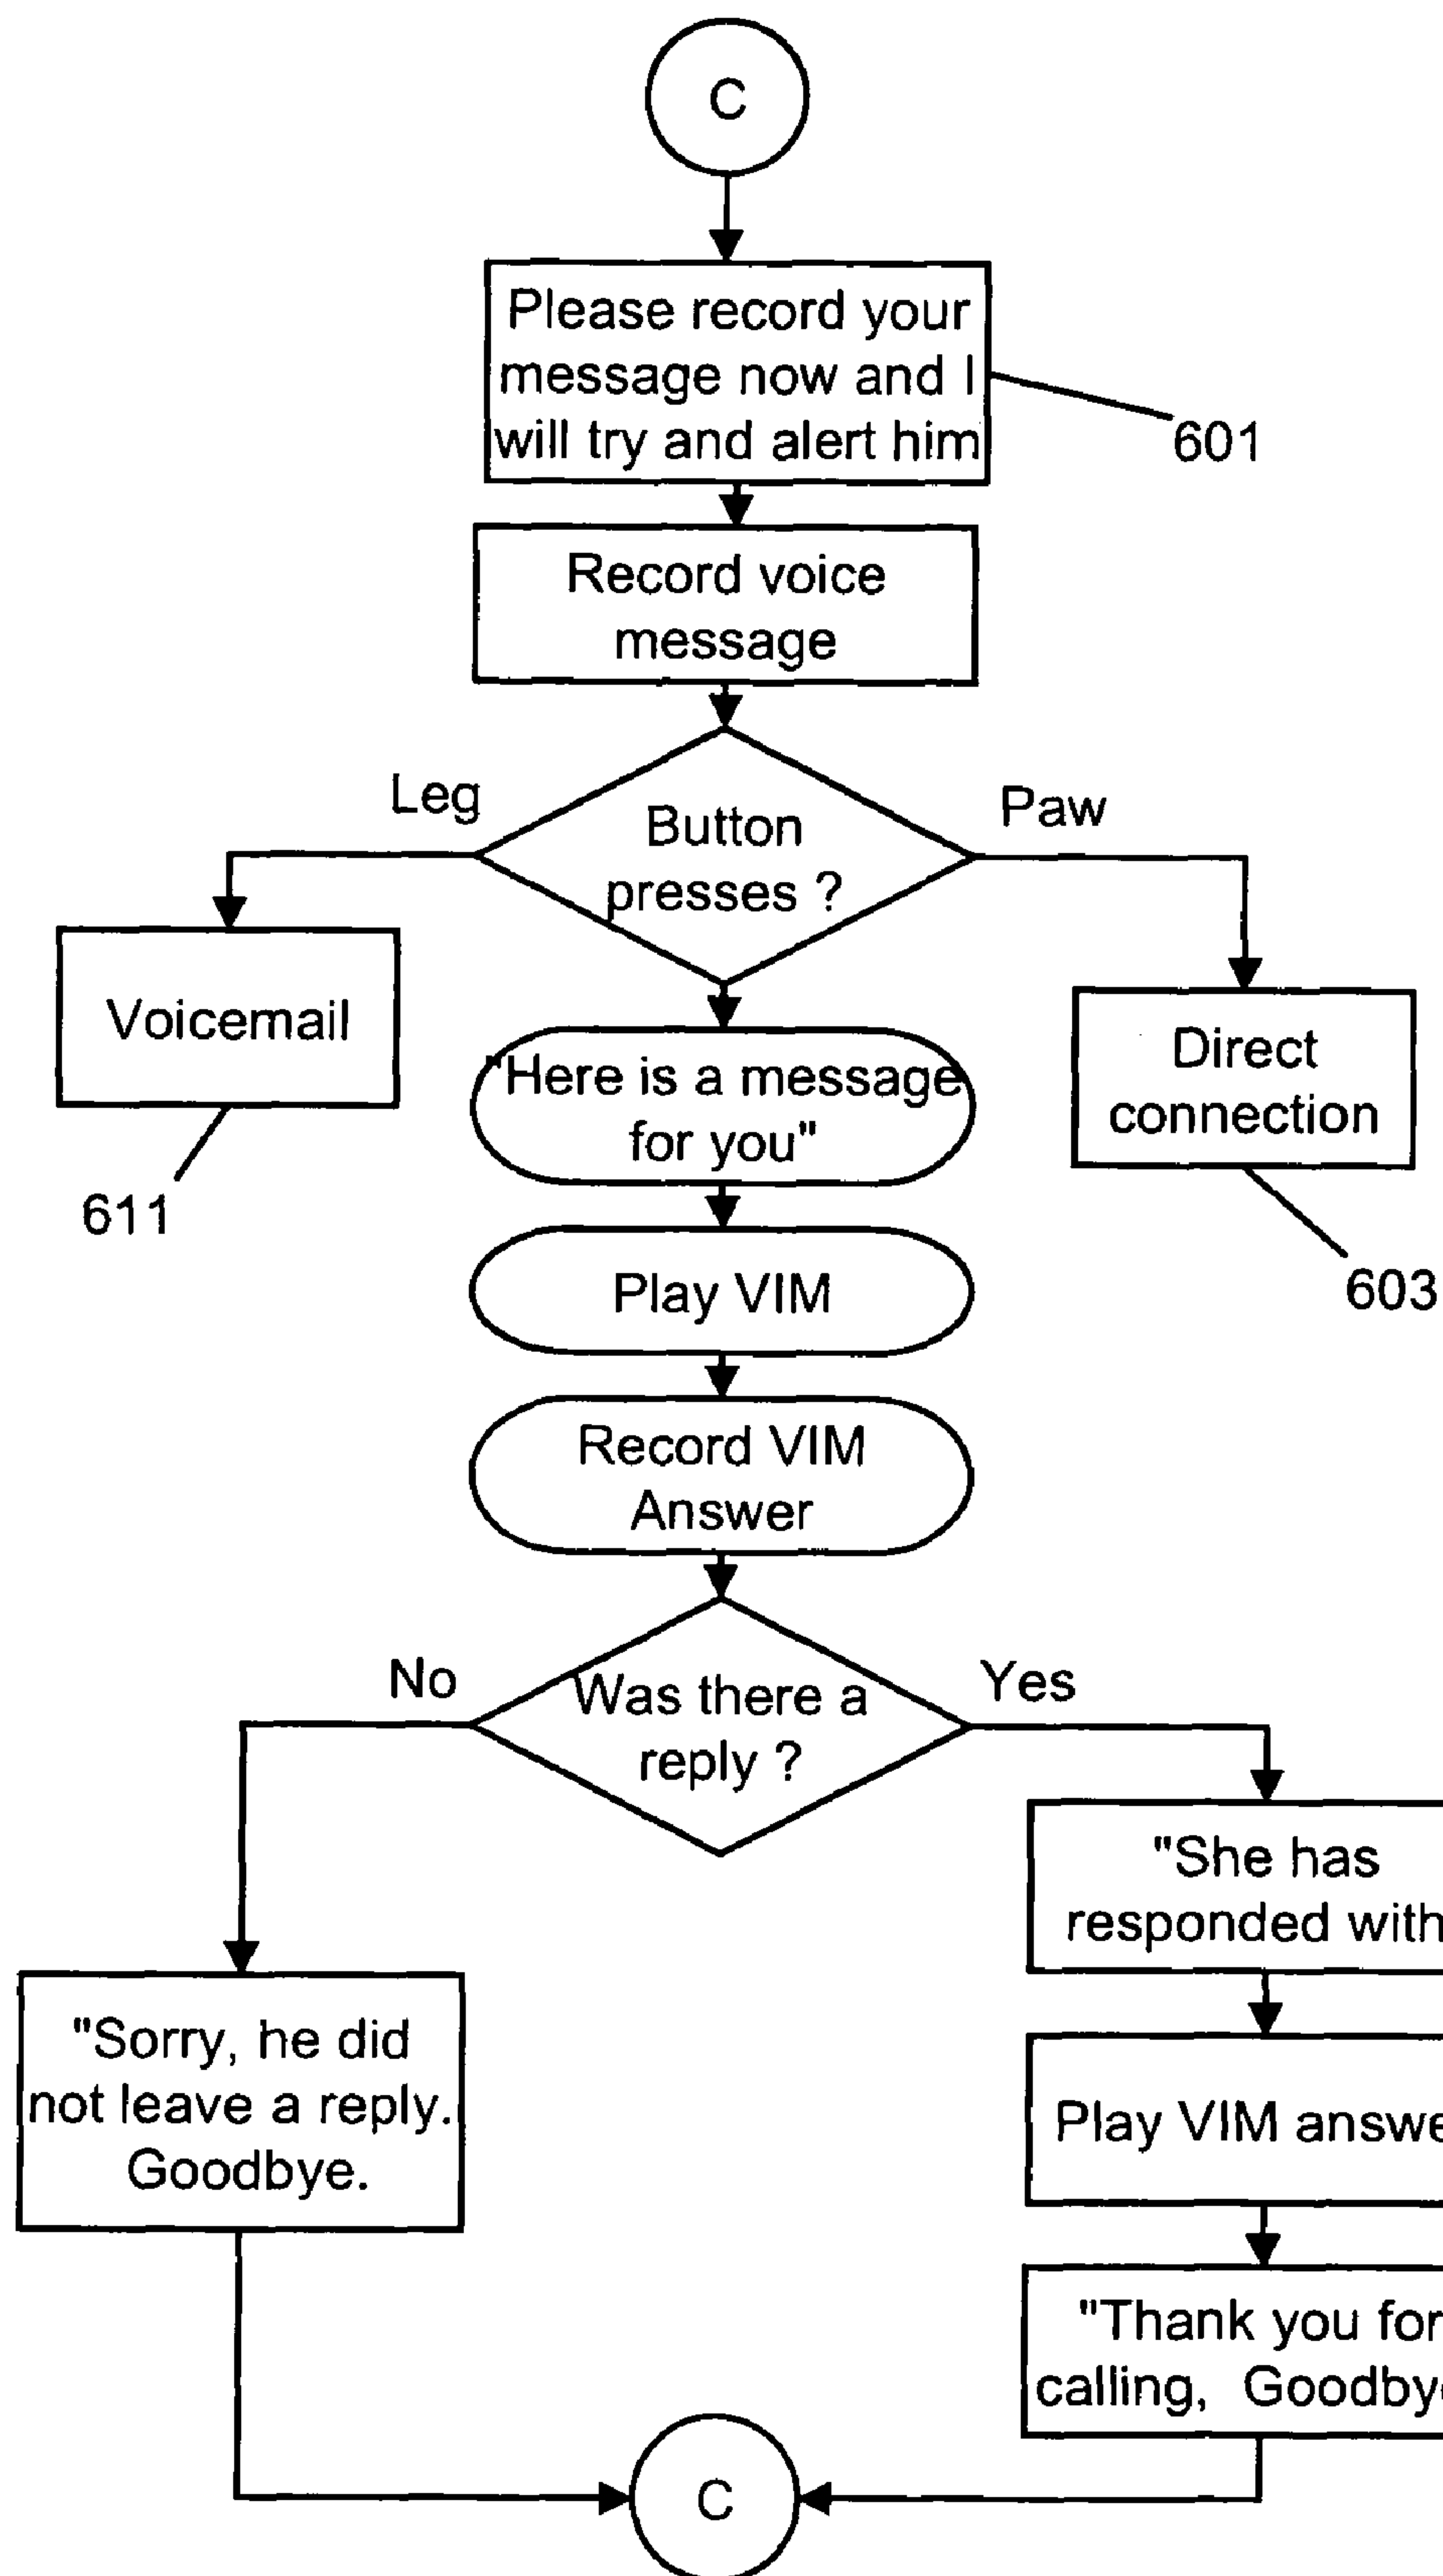 C
Please record your
message now and I
will try and alert him
601
Record voice
message
Leg
Button
presses ?
Paw
Voicemail
611
Direct
connection
603
"Here is a message
for you"
Play VIM
Record VIM
Answer
No
Was there a
reply ?
Yes
"She has
responded with
"Sorry, he did
not leave a reply.
Goodbye.
Play VIM
"Thank you for
calling,
C